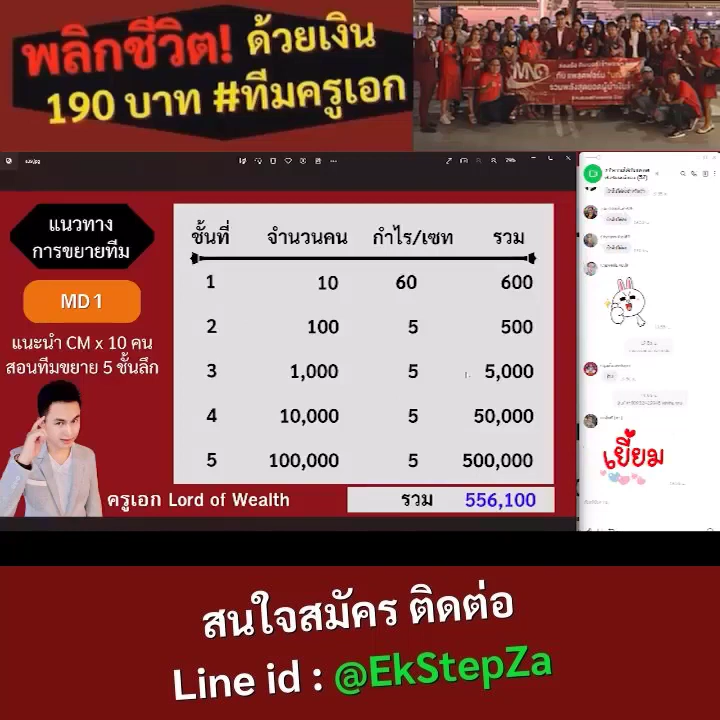 พลิกชีวิต! ด้วยเงิน
190 บาท #ทีมครูเอก
MNO
แนวทาง
การขยายทีม
MD 1
แนะนำ CM x 10 คน
สอนทีมขยาย 5 ชั้นลึก
ชั้นที่ จำนวนคน กำไร/เซท รวม
1 10 60 600
2 100 5 500
3 1,000 5 5,000
4 10,000 5 50,000
5 100,000 5 500,000
รวม 556,100
ครูเอก Lord of Wealth
เยี่ยม
สนใจสมัคร ติดต่อ
Line id : @EkStepZa